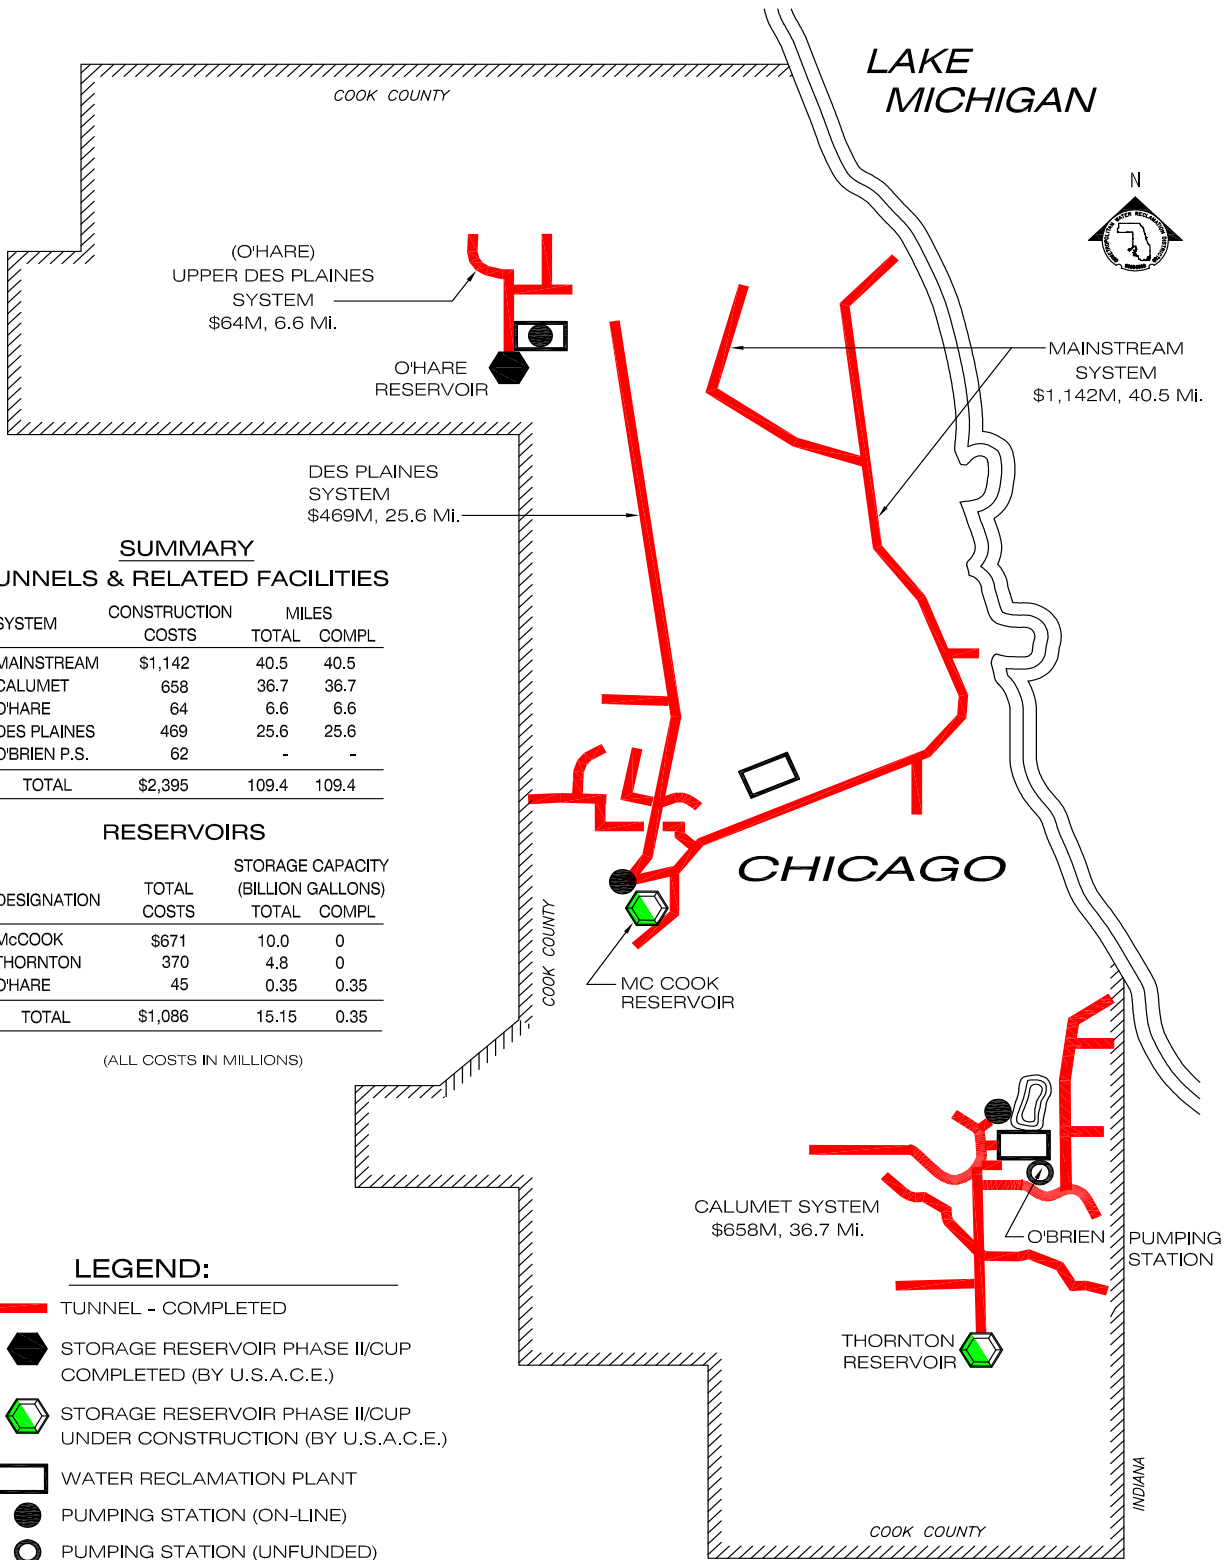 LAKE
MICHIGAN
COOK COUNTY
N
METROPOLITAN WATER RECLAMATION DISTRICT
(O'HARE)
UPPER DES PLAINES
SYSTEM
$64M, 6.6 Mi.
O'HARE
RESERVOIR
MAINSTREAM
SYSTEM
$1,142M, 40.5 Mi.
DES PLAINES
SYSTEM
$469M, 25.6 Mi.
SUMMARY
UNNELS & RELATED FACILITIES
SYSTEM CONSTRUCTION COSTS MILES TOTAL COMPL
MAINSTREAM $1,142 40.5 40.5
CALUMET 658 36.7 36.7
O'HARE 64 6.6 6.6
DES PLAINES 469 25.6 25.6
O'BRIEN P.S. 62 - -
TOTAL $2,395 109.4 109.4
RESERVOIRS
DESIGNATION TOTAL COSTS STORAGE CAPACITY (BILLION GALLONS) TOTAL COMPL
McCOOK $671 10.0 0
THORNTON 370 4.8 0
O'HARE 45 0.35 0.35
TOTAL $1,086 15.15 0.35
(ALL COSTS IN MILLIONS)
CHICAGO
COOK COUNTY
MC COOK
RESERVOIR
CALUMET SYSTEM
$658M, 36.7 Mi.
O'BRIEN PUMPING
STATION
THORNTON
RESERVOIR
INDIANA
COOK COUNTY
LEGEND:
TUNNEL - COMPLETED
STORAGE RESERVOIR PHASE II/CUP
COMPLETED (BY U.S.A.C.E.)
STORAGE RESERVOIR PHASE II/CUP
UNDER CONSTRUCTION (BY U.S.A.C.E.)
WATER RECLAMATION PLANT
PUMPING STATION (ON-LINE)
PUMPING STATION (UNFUNDED)